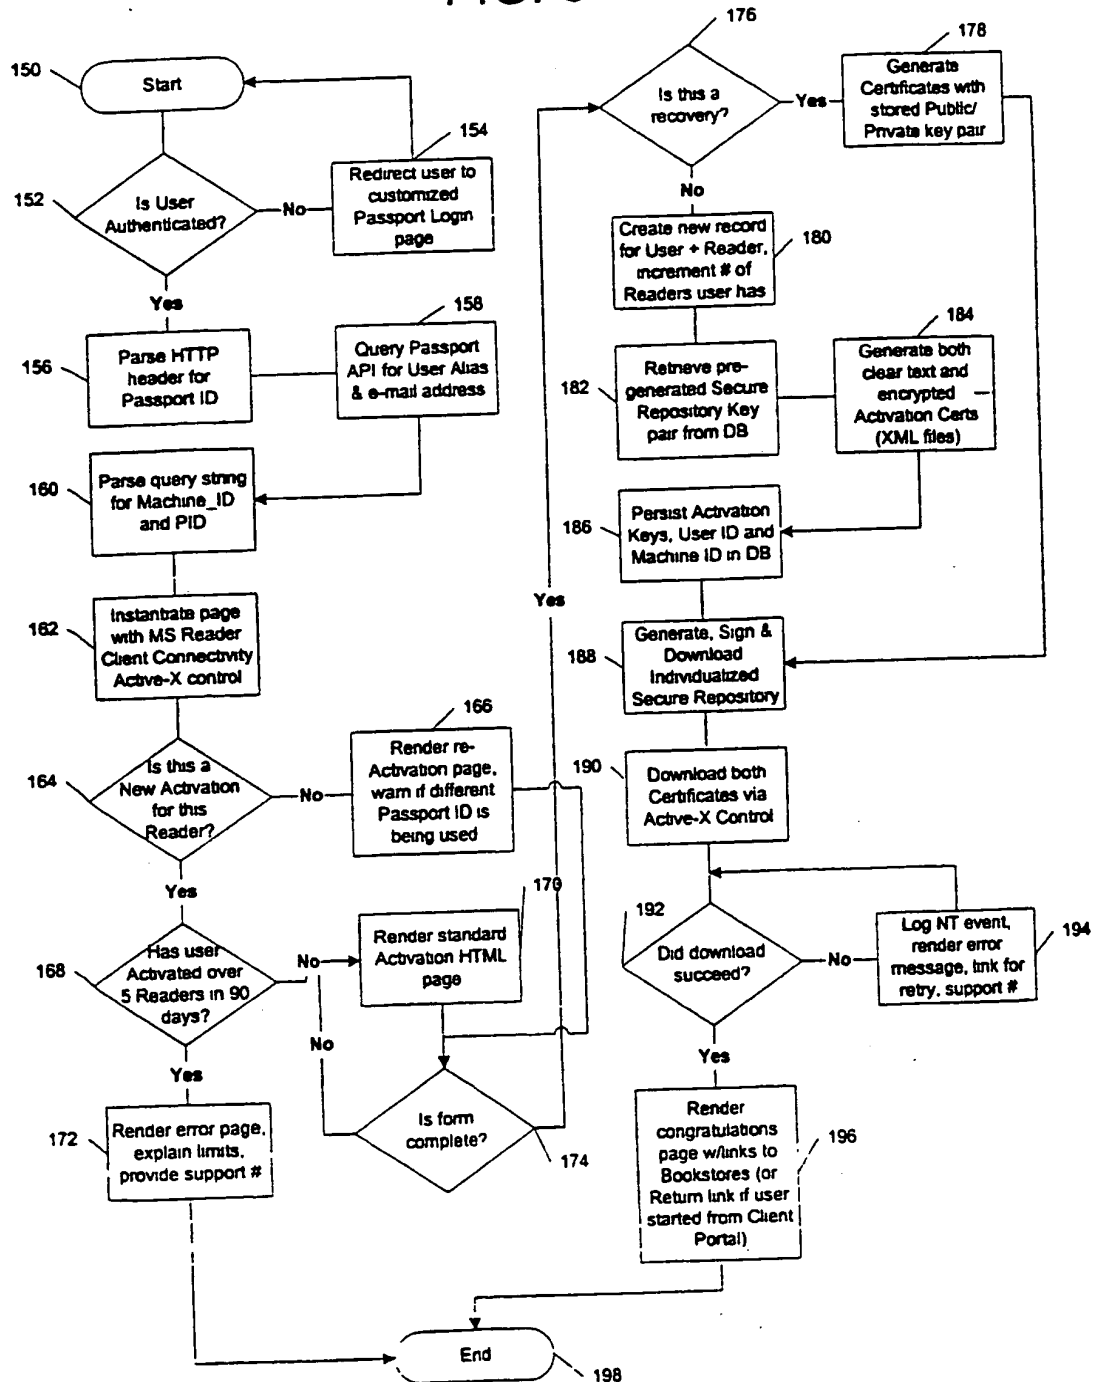 150
Start
154
Redirect user to
customized
Passport Login
page
152
Is User
Authenticated?
No
Yes
156
Parse HTTP
header for
Passport ID
158
Query Passport
API for User Alias
& e-mail address
160
Parse query string
for Machine_ID
and PID
162
Instantrate page
with MS Reader
Client Connectivity
Active-X control
164
Is this a
New Activation
for this
Reader?
No
166
Render re-
Activation page,
warn if different
Passport ID is
being used
Yes
168
Has user
Activated over
5 Readers in 90
days?
No
170
Render standard
Activation HTML
page
No
Yes
172
Render error page,
explain limits,
provide support #
Is form
complete?
174
Yes
176
Is this a
recovery?
Yes
178
Generate
Certificates with
stored Public/
Private key pair
No
Create new record
for User + Reader,
increment # of
Readers user has
180
182
Retrieve pre-
generated Secure
Repository Key
pair from DB
184
Generate both
clear text and
encrypted
Activation Certs
(XML files)
186
Persist Activation
Keys, User ID and
Machine ID in DB
188
Generate, Sign &
Download
Individualized
Secure Repository
190
Download both
Certificates via
Active-X Control
192
Did download
succeed?
No
Log NT event,
render error
message, link for
retry, support #
194
Yes
Render
congratulations
page w/links to
Bookstores (or
Return link if user
started from Client
Portal)
196
End
198